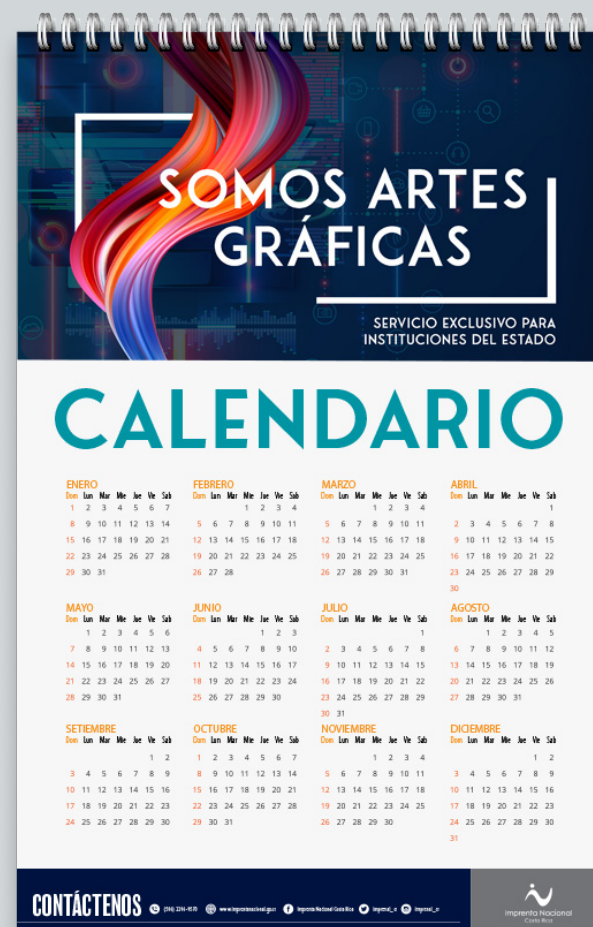 SOMOS ARTES
GRÁFICAS
SERVICIO EXCLUSIVO PARA
INSTITUCIONES DEL ESTADO
CALENDARIO
ENERO
Dom Lun Mar Mie Jue Vie Sab
1 2 3 4 5 6 7
8 9 10 11 12 13 14
15 16 17 18 19 20 21
22 23 24 25 26 27 28
29 30 31
FEBRERO
Dom Lun Mar Mie Jue Vie Sab
1 2 3 4
5 6 7 8 9 10 11
12 13 14 15 16 17 18
19 20 21 22 23 24 25
26 27 28
MARZO
Dom Lun Mar Mie Jue Vie Sab
1 2 3 4
5 6 7 8 9 10 11
12 13 14 15 16 17 18
19 20 21 22 23 24 25
26 27 28 29 30 31
ABRIL
Dom Lun Mar Mie Jue Vie Sab
1
2 3 4 5 6 7 8
9 10 11 12 13 14 15
16 17 18 19 20 21 22
23 24 25 26 27 28 29
30
MAYO
Dom Lun Mar Mie Jue Vie Sab
1 2 3 4 5 6
7 8 9 10 11 12 13
14 15 16 17 18 19 20
21 22 23 24 25 26 27
28 29 30 31
JUNIO
Dom Lun Mar Mie Jue Vie Sab
1 2 3
4 5 6 7 8 9 10
11 12 13 14 15 16 17
18 19 20 21 22 23 24
25 26 27 28 29 30
JULIO
Dom Lun Mar Mie Jue Vie Sab
1
2 3 4 5 6 7 8
9 10 11 12 13 14 15
16 17 18 19 20 21 22
23 24 25 26 27 28 29
30 31
AGOSTO
Dom Lun Mar Mie Jue Vie Sab
1 2 3 4 5
6 7 8 9 10 11 12
13 14 15 16 17 18 19
20 21 22 23 24 25 26
27 28 29 30 31
SETIEMBRE
Dom Lun Mar Mie Jue Vie Sab
1 2
3 4 5 6 7 8 9
10 11 12 13 14 15 16
17 18 19 20 21 22 23
24 25 26 27 28 29 30
OCTUBRE
Dom Lun Mar Mie Jue Vie Sab
1 2 3 4 5 6 7
8 9 10 11 12 13 14
15 16 17 18 19 20 21
22 23 24 25 26 27 28
29 30 31
NOVIEMBRE
Dom Lun Mar Mie Jue Vie Sab
1 2 3 4
5 6 7 8 9 10 11
12 13 14 15 16 17 18
19 20 21 22 23 24 25
26 27 28 29 30
DICIEMBRE
Dom Lun Mar Mie Jue Vie Sab
1 2
3 4 5 6 7 8 9
10 11 12 13 14 15 16
17 18 19 20 21 22 23
24 25 26 27 28 29 30
31
CONTÁCTENOS Imprenta Nacional Costa Rica
Imprenta Nacional
Costa Rica